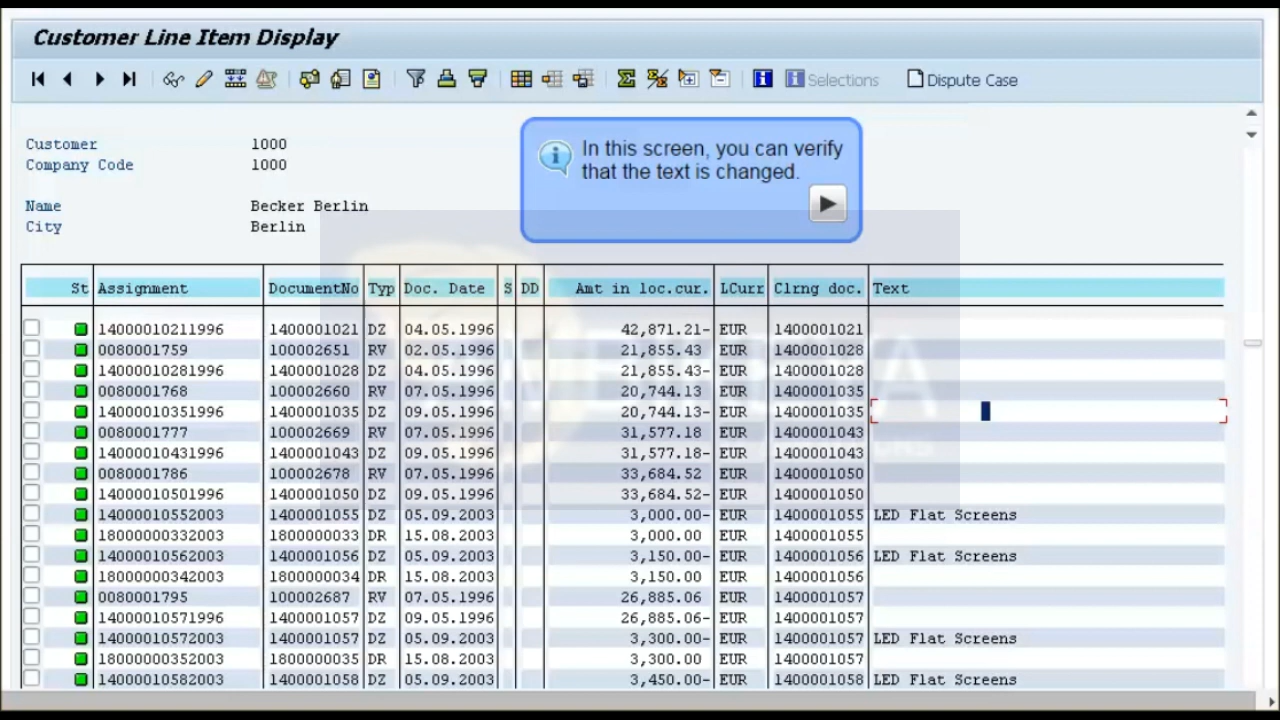 Customer Line Item Display
Selections Dispute Case
Customer 1000
Company Code 1000
Name Becker Berlin
City Berlin
In this screen, you can verify
that the text is changed.
St Assignment DocumentNo Typ Doc. Date S DD Amt in loc.cur. LCurr Clrng doc. Text
14000010211996 1400001021 DZ 04.05.1996 42,871.21- EUR 1400001021
0080001759 100002651 RV 02.05.1996 21,855.43 EUR 1400001028
14000010281996 1400001028 DZ 04.05.1996 21,855.43- EUR 1400001028
0080001768 100002660 RV 07.05.1996 20,744.13 EUR 1400001035
14000010351996 1400001035 DZ 09.05.1996 20,744.13- EUR 1400001035
0080001777 100002669 RV 07.05.1996 31,577.18 EUR 1400001043
14000010431996 1400001043 DZ 09.05.1996 31,577.18- EUR 1400001043
0080001786 100002678 RV 07.05.1996 33,684.52 EUR 1400001050
14000010501996 1400001050 DZ 09.05.1996 33,684.52- EUR 1400001050
14000010552003 1400001055 DZ 05.09.2003 3,000.00- EUR 1400001055 LED Flat Screens
18000000332003 1800000033 DR 15.08.2003 3,000.00 EUR 1400001055
14000010562003 1400001056 DZ 05.09.2003 3,150.00- EUR 1400001056 LED Flat Screens
18000000342003 1800000034 DR 15.08.2003 3,150.00 EUR 1400001056
0080001795 100002687 RV 07.05.1996 26,885.06 EUR 1400001057
14000010571996 1400001057 DZ 09.05.1996 26,885.06- EUR 1400001057
14000010572003 1400001057 DZ 05.09.2003 3,300.00- EUR 1400001057 LED Flat Screens
18000000352003 1800000035 DR 15.08.2003 3,300.00 EUR 1400001057
14000010582003 1400001058 DZ 05.09.2003 3,450.00- EUR 1400001058 LED Flat Screens